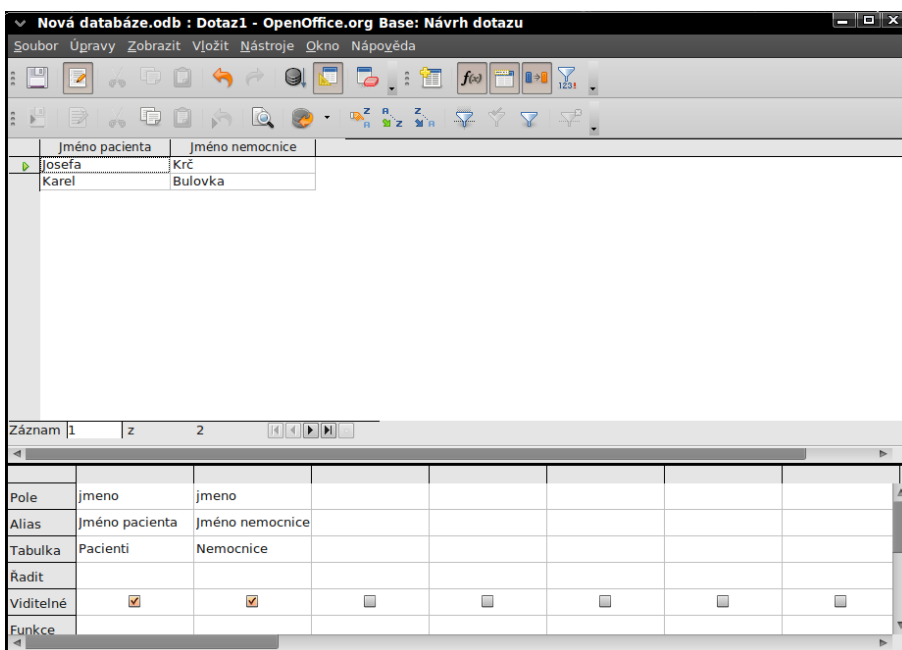 Nová databáze.odb : Dotaz1 - OpenOffice.org Base: Návrh dotazu
Soubor Úpravy Zobrazit Vložit Nástroje Okno Nápověda
f(x) 123!
Z A A Z Z A
Jméno pacienta Jméno nemocnice
Josefa Krč
Karel Bulovka
Záznam 1 z 2
Pole jmeno jmeno
Alias Jméno pacienta Jméno nemocnice
Tabulka Pacienti Nemocnice
Řadit
Viditelné
Funkce